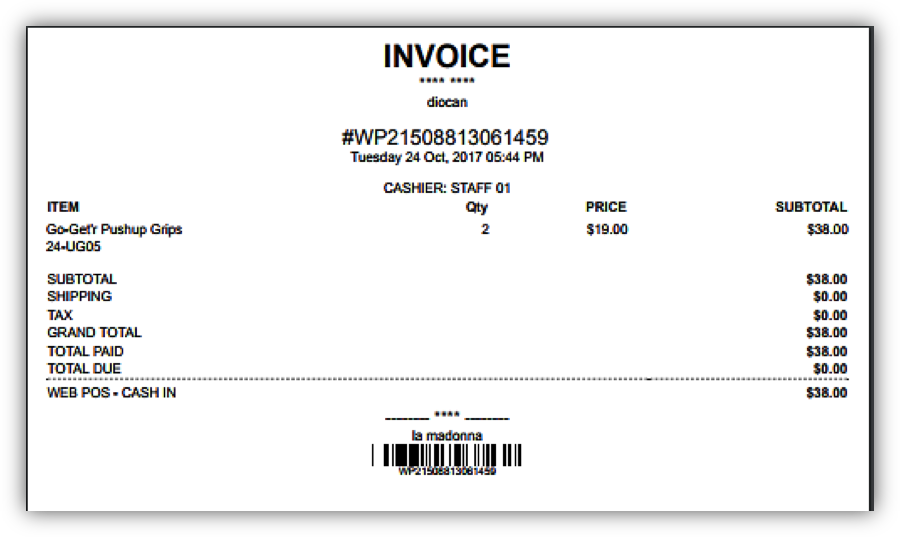 INVOICE
**** ****
diocan
#WP21508813061459
Tuesday 24 Oct, 2017 05:44 PM
CASHIER: STAFF 01
ITEM Qty PRICE SUBTOTAL
Go-Get'r Pushup Grips 2 $19.00 $38.00
24-UG05
SUBTOTAL $38.00
SHIPPING $0.00
TAX $0.00
GRAND TOTAL $38.00
TOTAL PAID $38.00
TOTAL DUE $0.00
WEB POS - CASH IN $38.00
_______ **** _______
la madonna
WP21508813061459